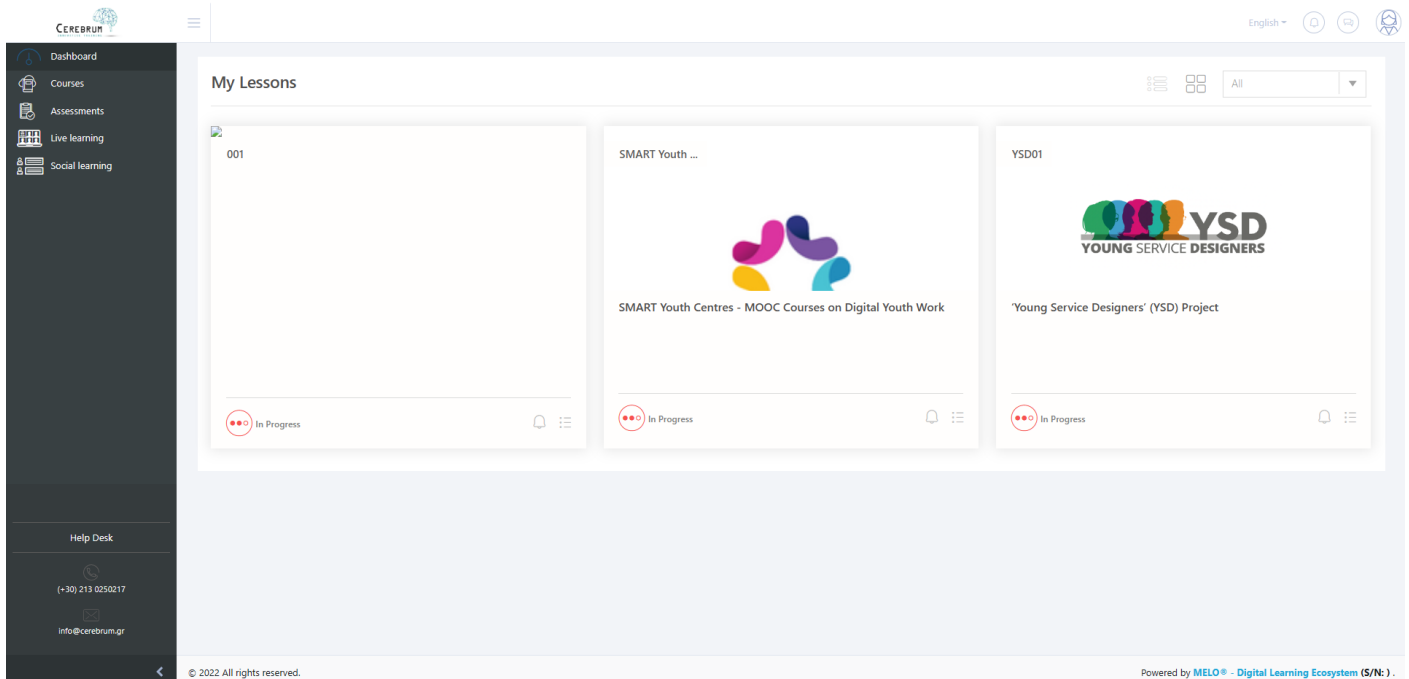 CEREBRUM
English
Dashboard
Courses
Assessments
Live learning
Social learning
My Lessons
All
001
In Progress
SMART Youth ...
SMART Youth Centres - MOOC Courses on Digital Youth Work
In Progress
YSD01
YSD
YOUNG SERVICE DESIGNERS
'Young Service Designers' (YSD) Project
In Progress
Help Desk
(+30) 213 0250217
info@cerebrum.gr
© 2022 All rights reserved.
Powered by MELO® - Digital Learning Ecosystem (S/N: ) .